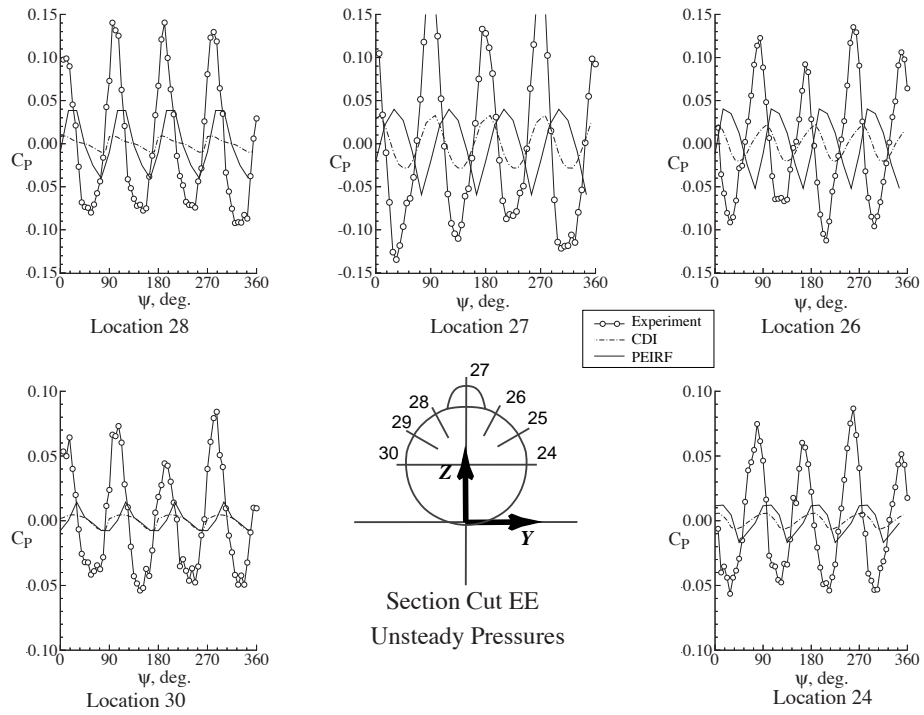 0.15
0.10
0.05
0.00
CP
-0.05
-0.10
-0.15
0 90 180 270 360
ψ, deg.
Location 28
0.15
0.10
0.05
0.00
CP
-0.05
-0.10
-0.15
0 90 180 270 360
ψ, deg.
Location 27
0.15
0.10
0.05
0.00
CP
-0.05
-0.10
-0.15
0 90 180 270 360
ψ, deg.
Location 26
Experiment
CDI
PEIRF
0.10
0.05
0.00
CP
-0.05
-0.10
0 90 180 270 360
ψ, deg.
Location 30
27
28 26
29 25
30 24
Z
Y
Section Cut EE
Unsteady Pressures
0.10
0.05
0.00
CP
-0.05
-0.10
0 90 180 270 360
ψ, deg.
Location 24